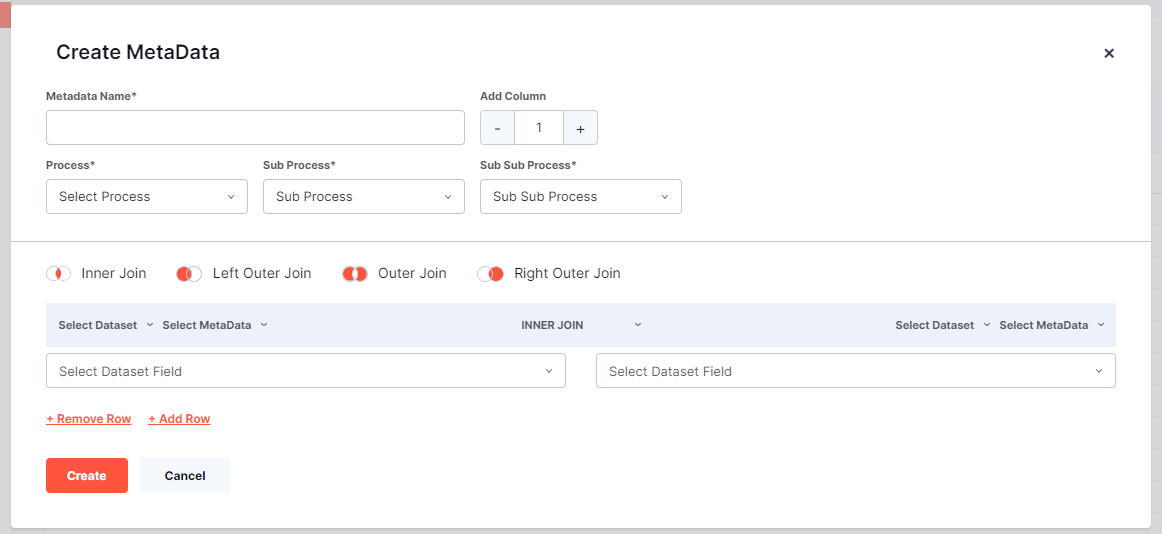 Create MetaData
×
Metadata Name* Add Column
- 1 +
Process* Sub Process* Sub Sub Process*
Select Process Sub Process Sub Sub Process
Inner Join Left Outer Join Outer Join Right Outer Join
Select Dataset Select MetaData INNER JOIN Select Dataset Select MetaData
Select Dataset Field Select Dataset Field
+ Remove Row + Add Row
Create Cancel